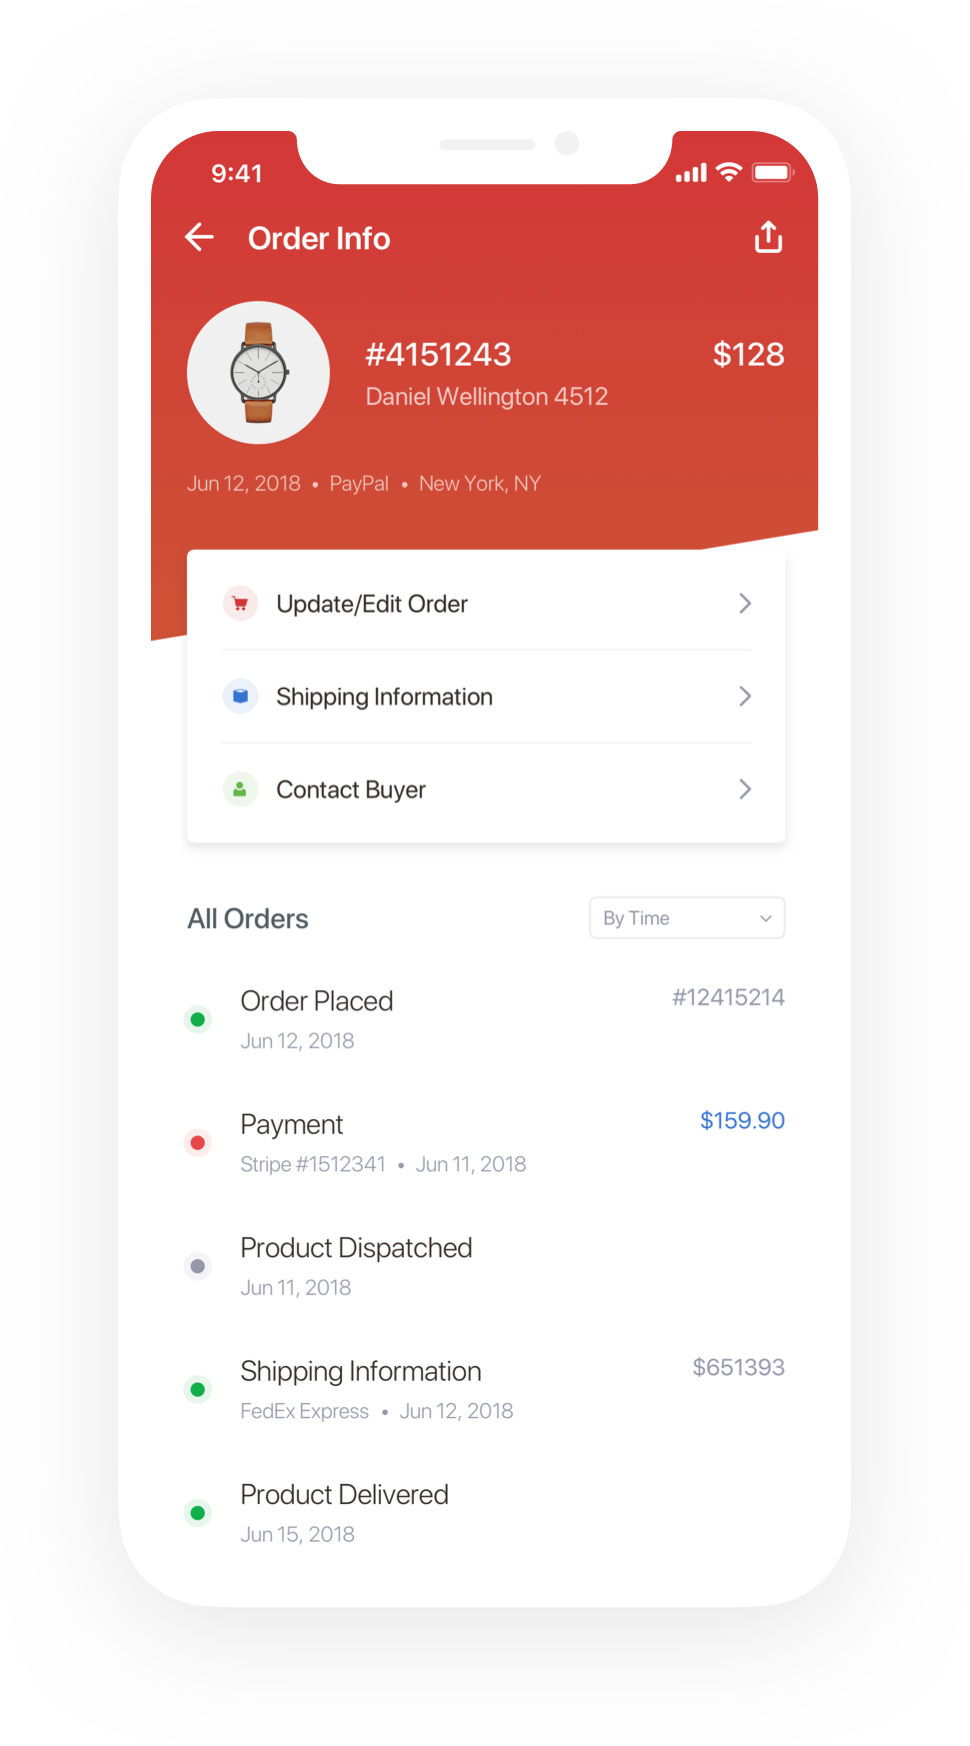 9:41
Order Info
#4151243 $128
Daniel Wellington 4512
Jun 12, 2018 • PayPal • New York, NY
Update/Edit Order
Shipping Information
Contact Buyer
All Orders By Time
Order Placed #12415214
Jun 12, 2018
Payment $159.90
Stripe #1512341 • Jun 11, 2018
Product Dispatched
Jun 11, 2018
Shipping Information $651393
FedEx Express • Jun 12, 2018
Product Delivered
Jun 15, 2018